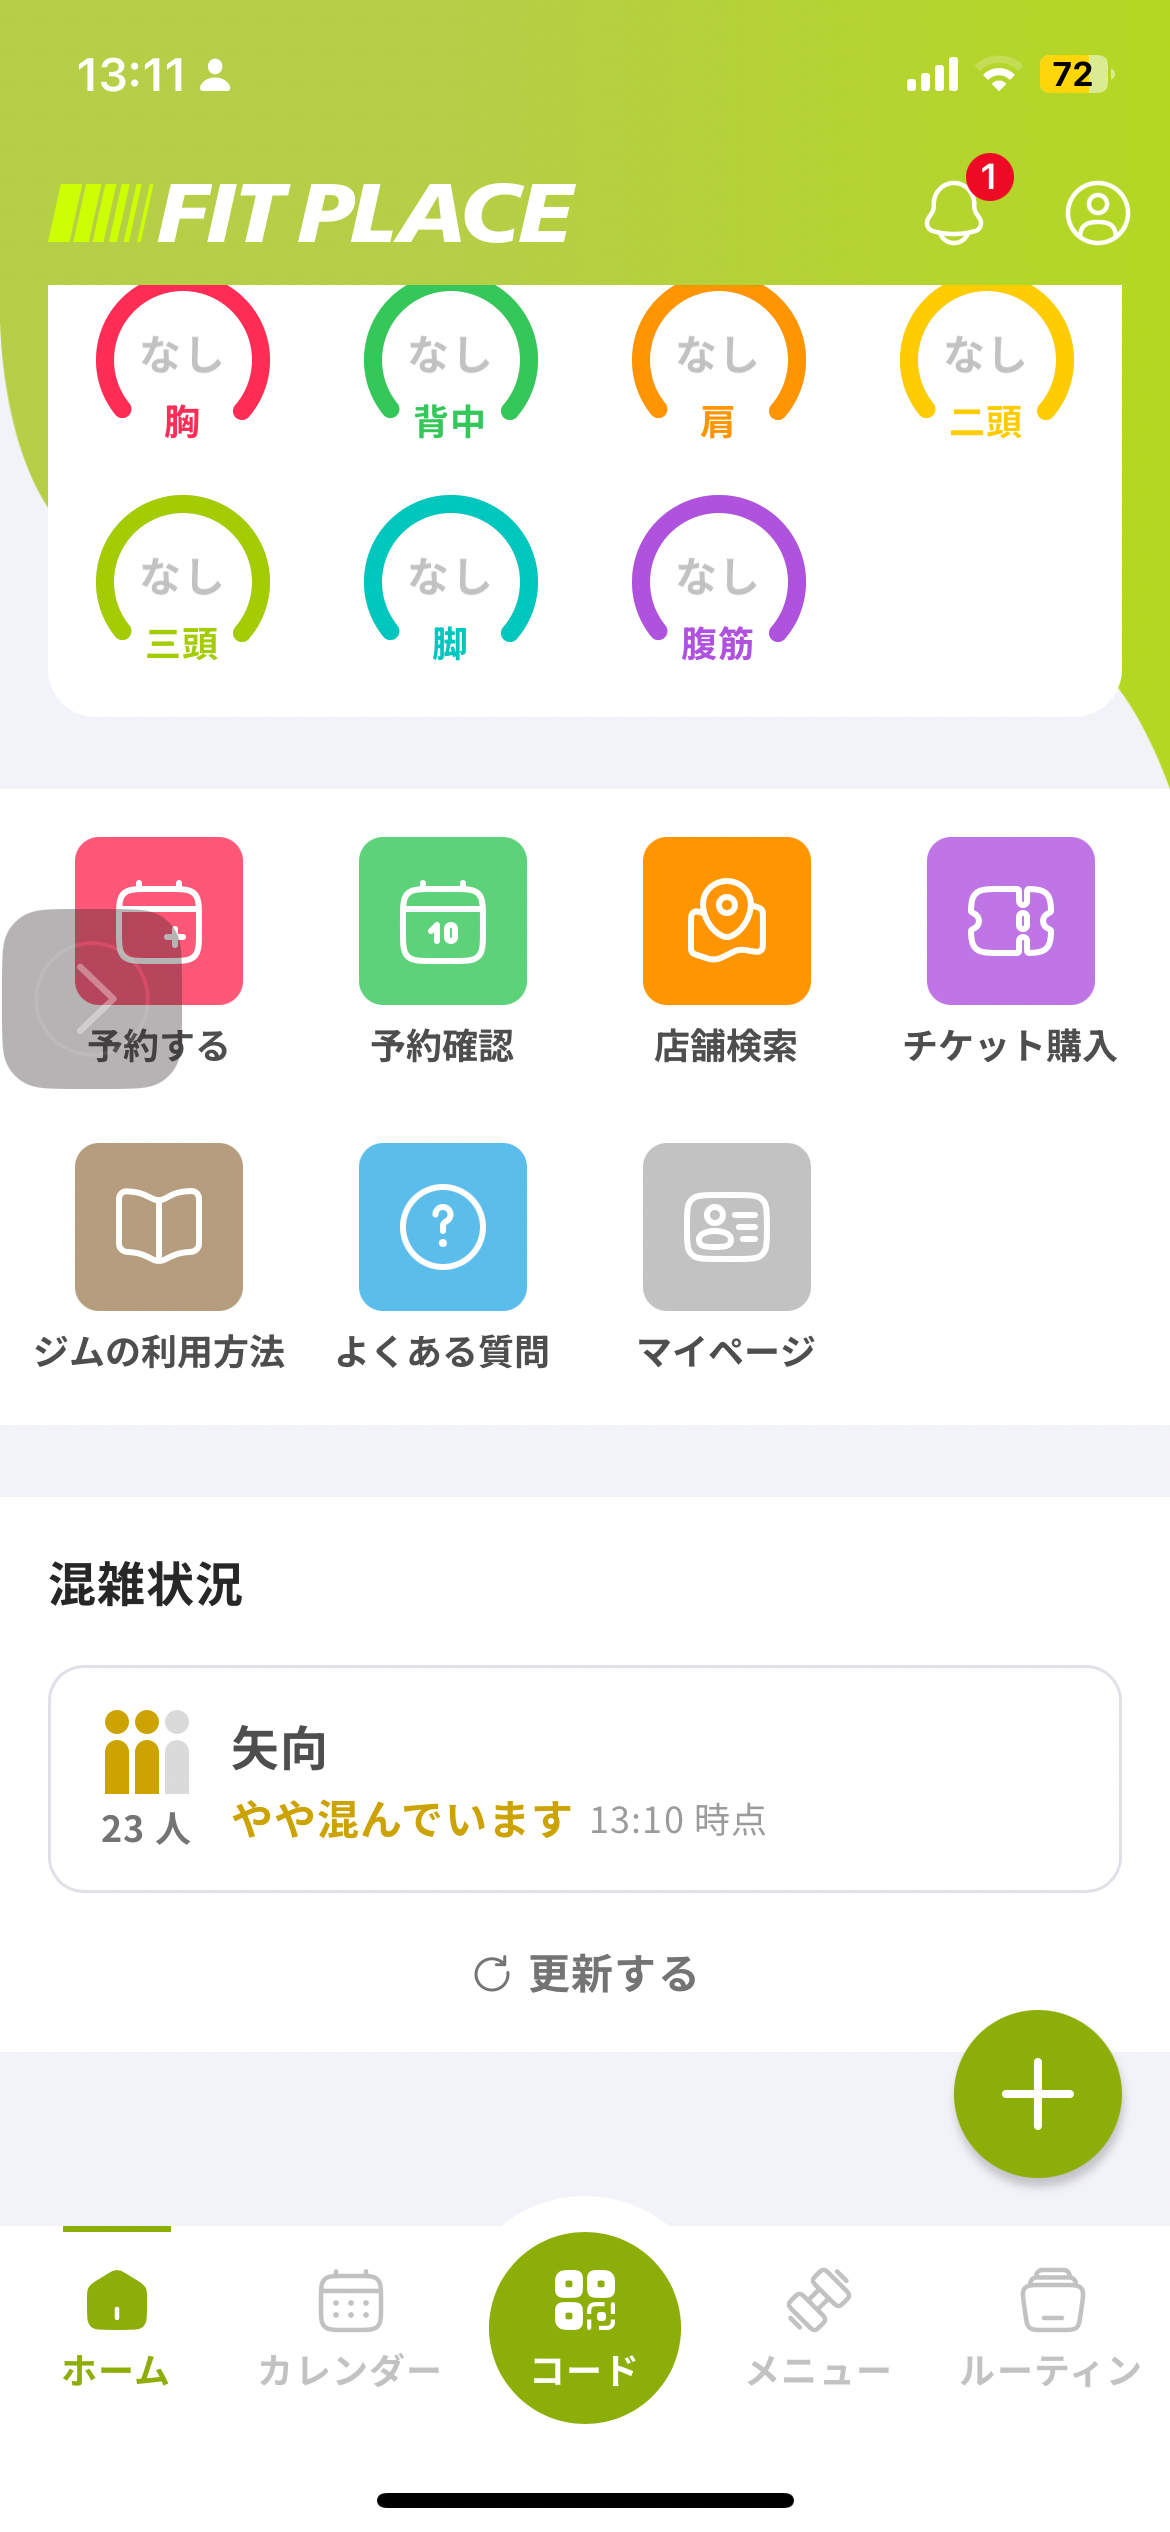 13:11
72
FIT PLACE
1
なし なし なし なし
胸 背中 肩 二頭
なし なし なし
三頭 脚 腹筋
10
予約する 予約確認 店舗検索 チケット購入
?
ジムの利用方法 よくある質問 マイページ
混雑状況
矢向
23 人
やや混んでいます 13:10 時点
更新する
ホーム カレンダー コード メニュー ルーティン